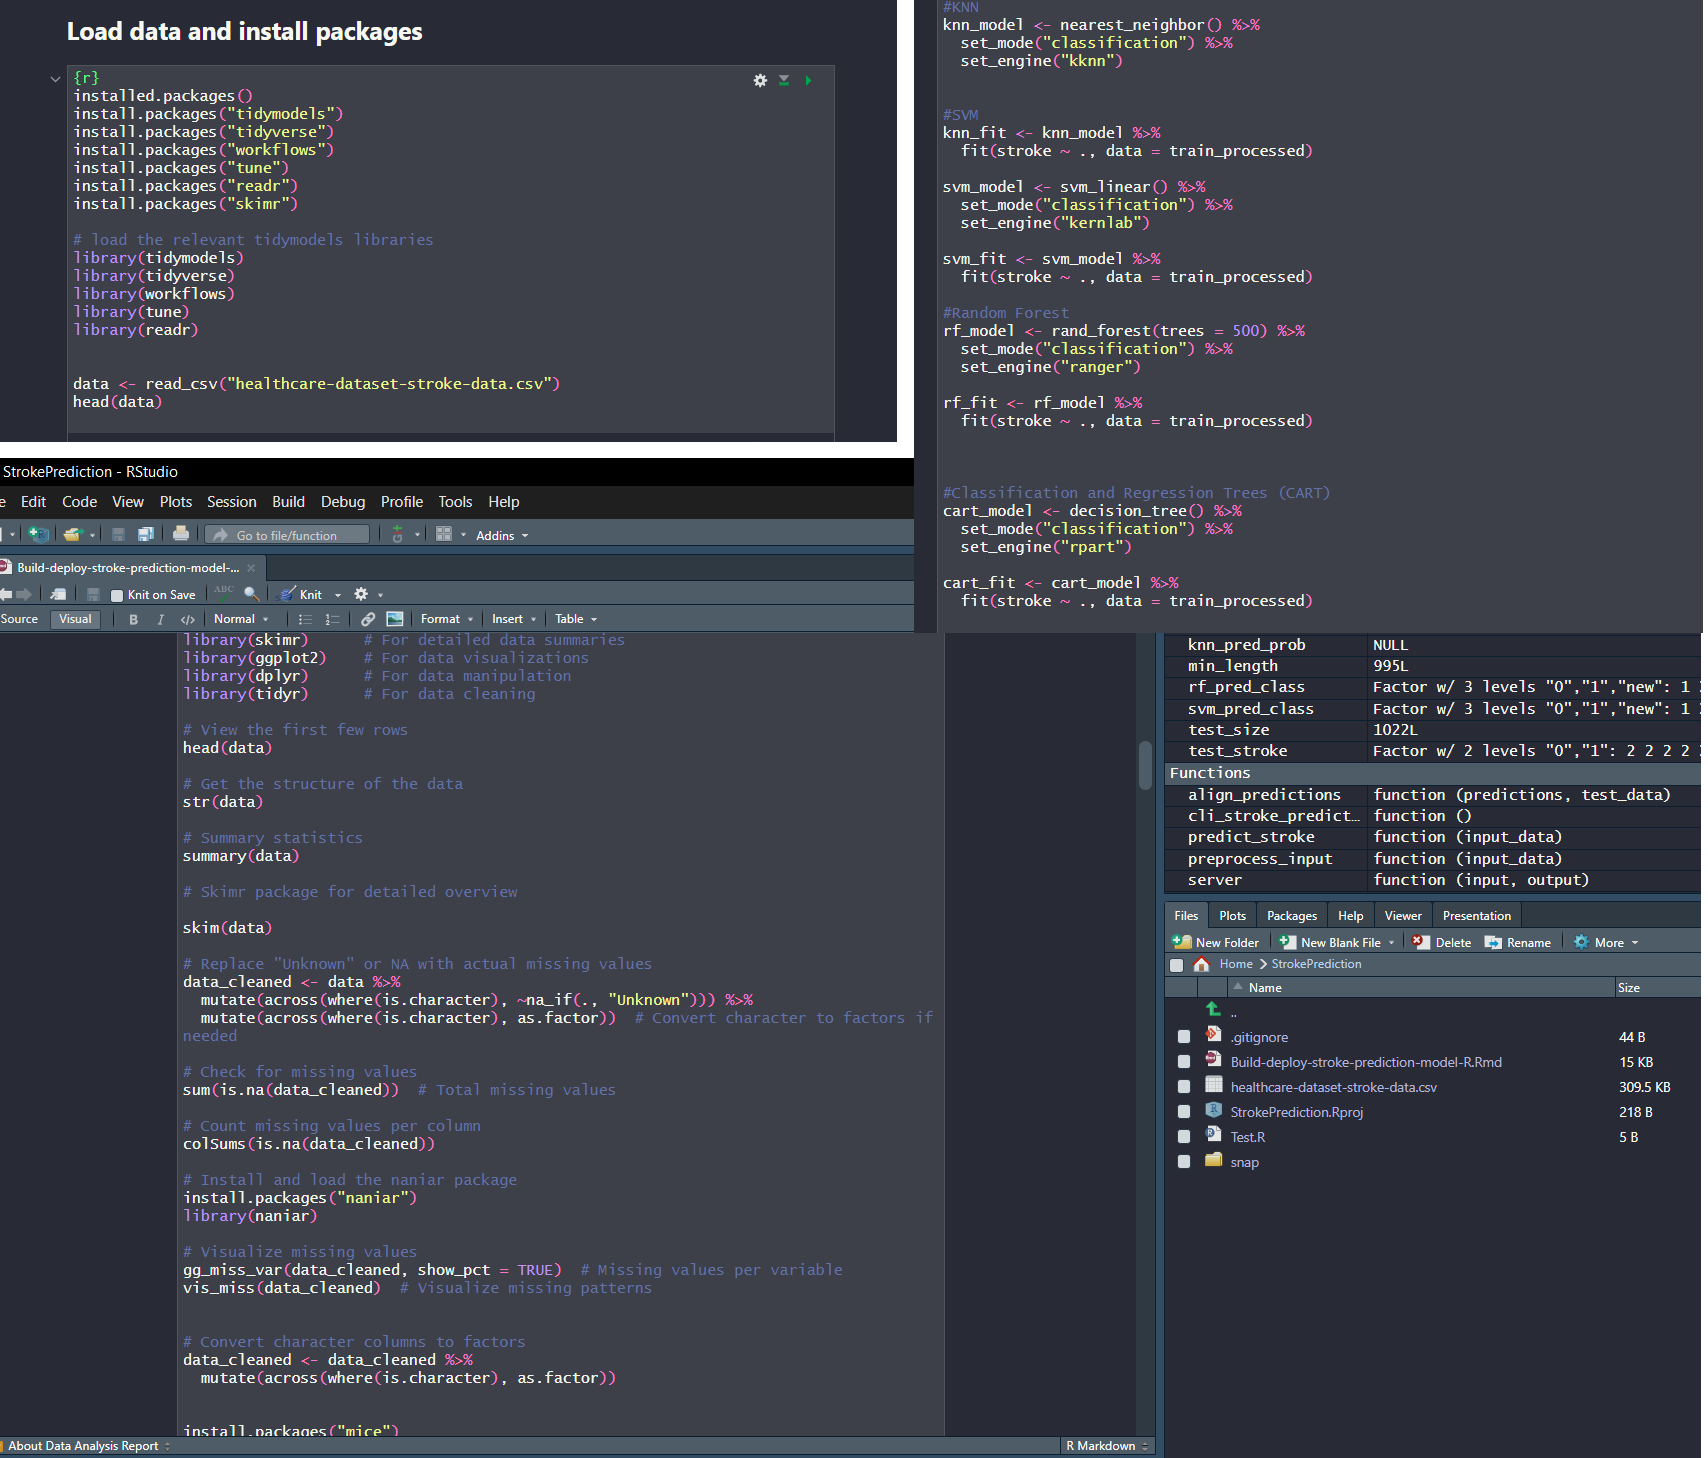 Load data and install packages
{r}
installed.packages()
install.packages("tidymodels")
install.packages("tidyverse")
install.packages("workflows")
install.packages("tune")
install.packages("readr")
install.packages("skimr")
# load the relevant tidymodels libraries
library(tidymodels)
library(tidyverse)
library(workflows)
library(tune)
library(readr)
data <- read_csv("healthcare-dataset-stroke-data.csv")
head(data)
#KNN
knn_model <- nearest_neighbor() %>%
  set_mode("classification") %>%
  set_engine("kknn")
#SVM
knn_fit <- knn_model %>%
  fit(stroke ~ ., data = train_processed)
svm_model <- svm_linear() %>%
  set_mode("classification") %>%
  set_engine("kernlab")
svm_fit <- svm_model %>%
  fit(stroke ~ ., data = train_processed)
#Random Forest
rf_model <- rand_forest(trees = 500) %>%
  set_mode("classification") %>%
  set_engine("ranger")
rf_fit <- rf_model %>%
  fit(stroke ~ ., data = train_processed)
#Classification and Regression Trees (CART)
cart_model <- decision_tree() %>%
  set_mode("classification") %>%
  set_engine("rpart")
cart_fit <- cart_model %>%
  fit(stroke ~ ., data = train_processed)
StrokePrediction - RStudio
e Edit Code View Plots Session Build Debug Profile Tools Help
Go to file/function Addins
Build-deploy-stroke-prediction-model-...
Knit on Save ABC Knit
Source Visual B I </> Normal Format Insert Table
library(skimr)      # For detailed data summaries
library(ggplot2)    # For data visualizations
library(dplyr)      # For data manipulation
library(tidyr)      # For data cleaning
# View the first few rows
head(data)
# Get the structure of the data
str(data)
# Summary statistics
summary(data)
# Skimr package for detailed overview
skim(data)
# Replace "Unknown" or NA with actual missing values
data_cleaned <- data %>%
  mutate(across(where(is.character), ~na_if(., "Unknown"))) %>%
  mutate(across(where(is.character), as.factor))  # Convert character to factors if
needed
# Check for missing values
sum(is.na(data_cleaned))  # Total missing values
# Count missing values per column
colSums(is.na(data_cleaned))
# Install and load the naniar package
install.packages("naniar")
library(naniar)
# Visualize missing values
gg_miss_var(data_cleaned, show_pct = TRUE)  # Missing values per variable
vis_miss(data_cleaned)  # Visualize missing patterns
# Convert character columns to factors
data_cleaned <- data_cleaned %>%
  mutate(across(where(is.character), as.factor))
install.packages("mice")
About Data Analysis Report
R Markdown
knn_pred_prob NULL
min_length 995L
rf_pred_class Factor w/ 3 levels "0","1","new": 1
svm_pred_class Factor w/ 3 levels "0","1","new": 1
test_size 1022L
test_stroke Factor w/ 2 levels "0","1": 2 2 2 2
Functions
align_predictions function (predictions, test_data)
cli_stroke_predict… function ()
predict_stroke function (input_data)
preprocess_input function (input_data)
server function (input, output)
Files Plots Packages Help Viewer Presentation
New Folder New Blank File Delete Rename More
Home > StrokePrediction
Name Size
..
.gitignore 44 B
Build-deploy-stroke-prediction-model-R.Rmd 15 KB
healthcare-dataset-stroke-data.csv 309.5 KB
StrokePrediction.Rproj 218 B
Test.R 5 B
snap